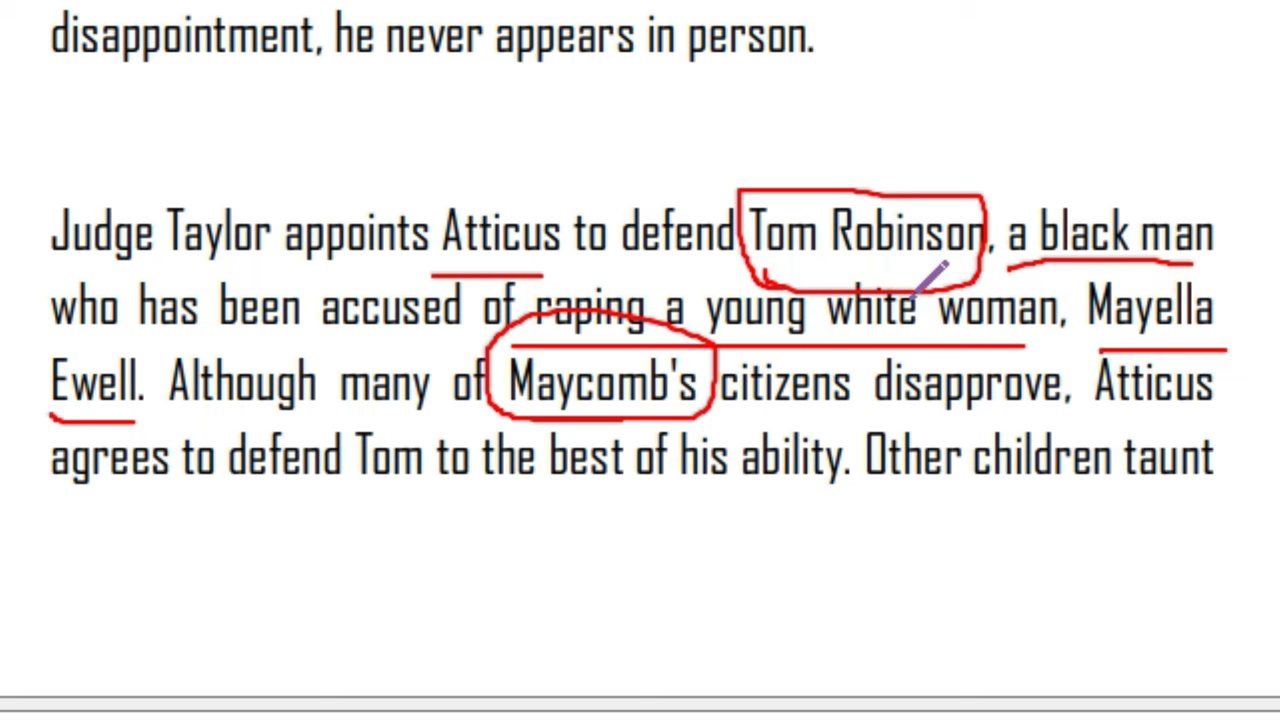 disappointment, he never appears in person.
Judge Taylor appoints Atticus to defend Tom Robinson, a black man
who has been accused of raping a young white woman, Mayella
Ewell. Although many of Maycomb's citizens disapprove, Atticus
agrees to defend Tom to the best of his ability. Other children taunt